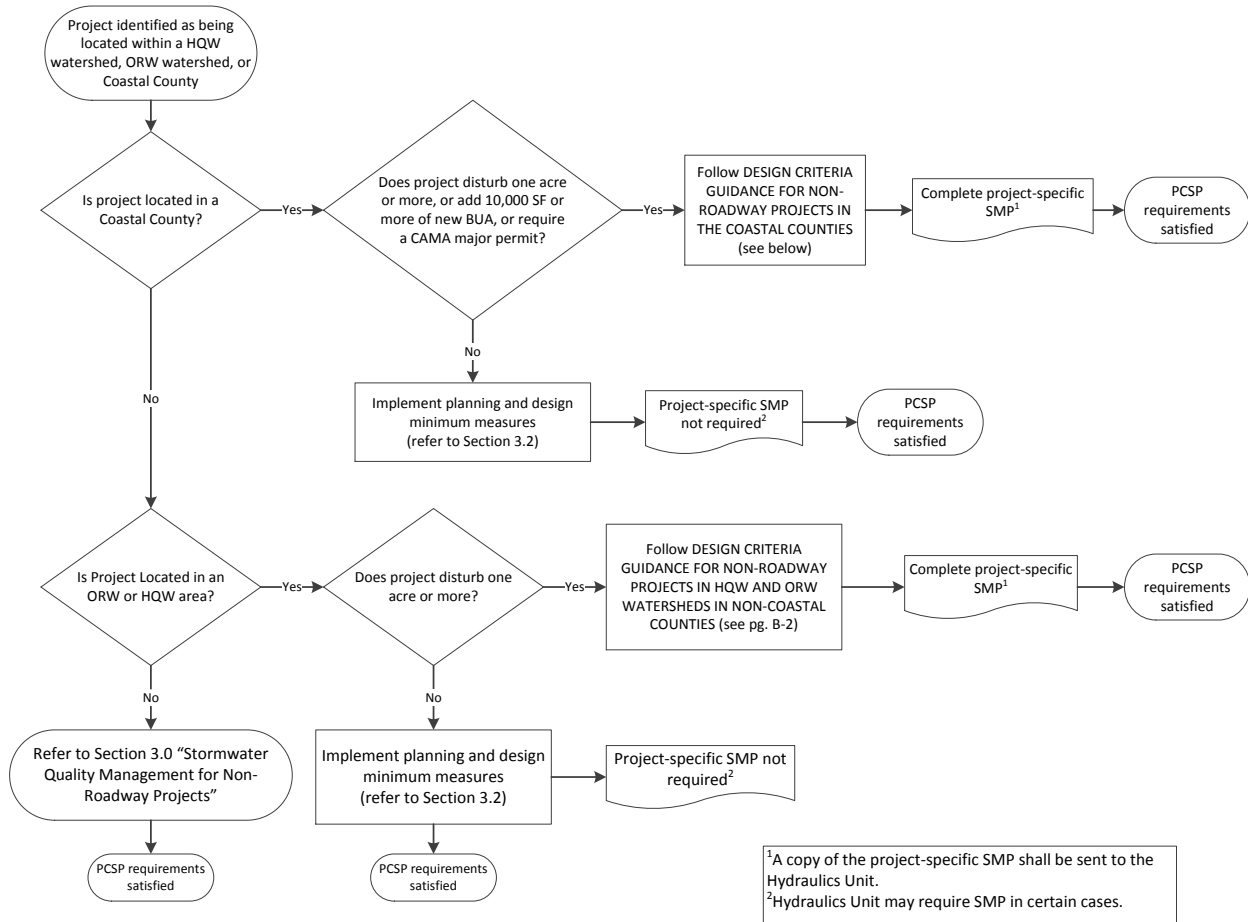 Project identified as being
located within a HQW
watershed, ORW watershed, or
Coastal County
Is project located in a
Coastal County?
Yes
Does project disturb one acre
or more, or add 10,000 SF or
more of new BUA, or require
a CAMA major permit?
Yes
Follow DESIGN CRITERIA
GUIDANCE FOR NON-
ROADWAY PROJECTS IN
THE COASTAL COUNTIES
(see below)
Complete project-specific
SMP¹
PCSP
requirements
satisfied
No
Implement planning and design
minimum measures
(refer to Section 3.2)
Project-specific SMP
not required²
PCSP
requirements
satisfied
No
Is Project Located in an
ORW or HQW area?
Yes
Does project disturb one
acre or more?
Yes
Follow DESIGN CRITERIA
GUIDANCE FOR NON-ROADWAY
PROJECTS IN HQW AND ORW
WATERSHEDS IN NON-COASTAL
COUNTIES (see pg. B-2)
Complete project-specific
SMP¹
PCSP
requirements
satisfied
No
Refer to Section 3.0 “Stormwater
Quality Management for Non-
Roadway Projects”
PCSP requirements
satisfied
No
Implement planning and design
minimum measures
(refer to Section 3.2)
Project-specific SMP not
required²
PCSP requirements
satisfied
¹A copy of the project-specific SMP shall be sent to the
Hydraulics Unit.
²Hydraulics Unit may require SMP in certain cases.